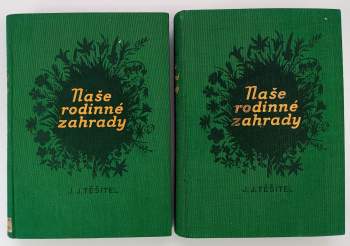 Naše
rodinné
zahrady
J. J. TĚŠITEL
Naše
rodinné
zahrady
J. J. TĚŠITEL